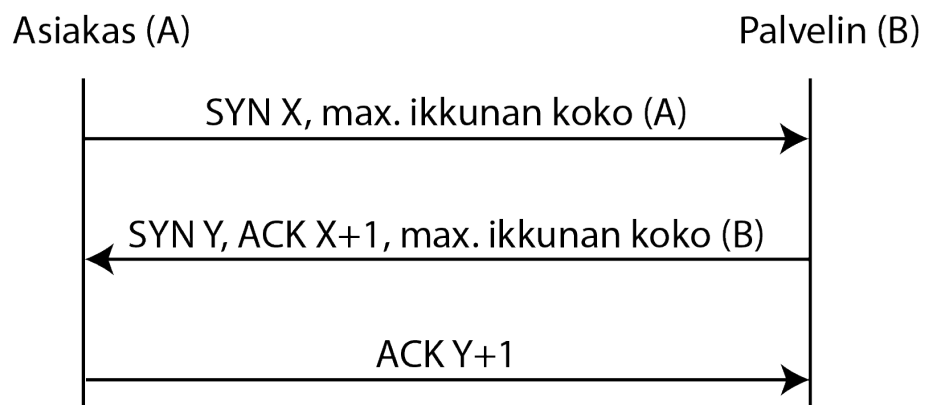 Asiakas (A)
Palvelin (B)
SYN X, max. ikkunan koko (A)
SYN Y, ACK X+1, max. ikkunan koko (B)
ACK Y+1